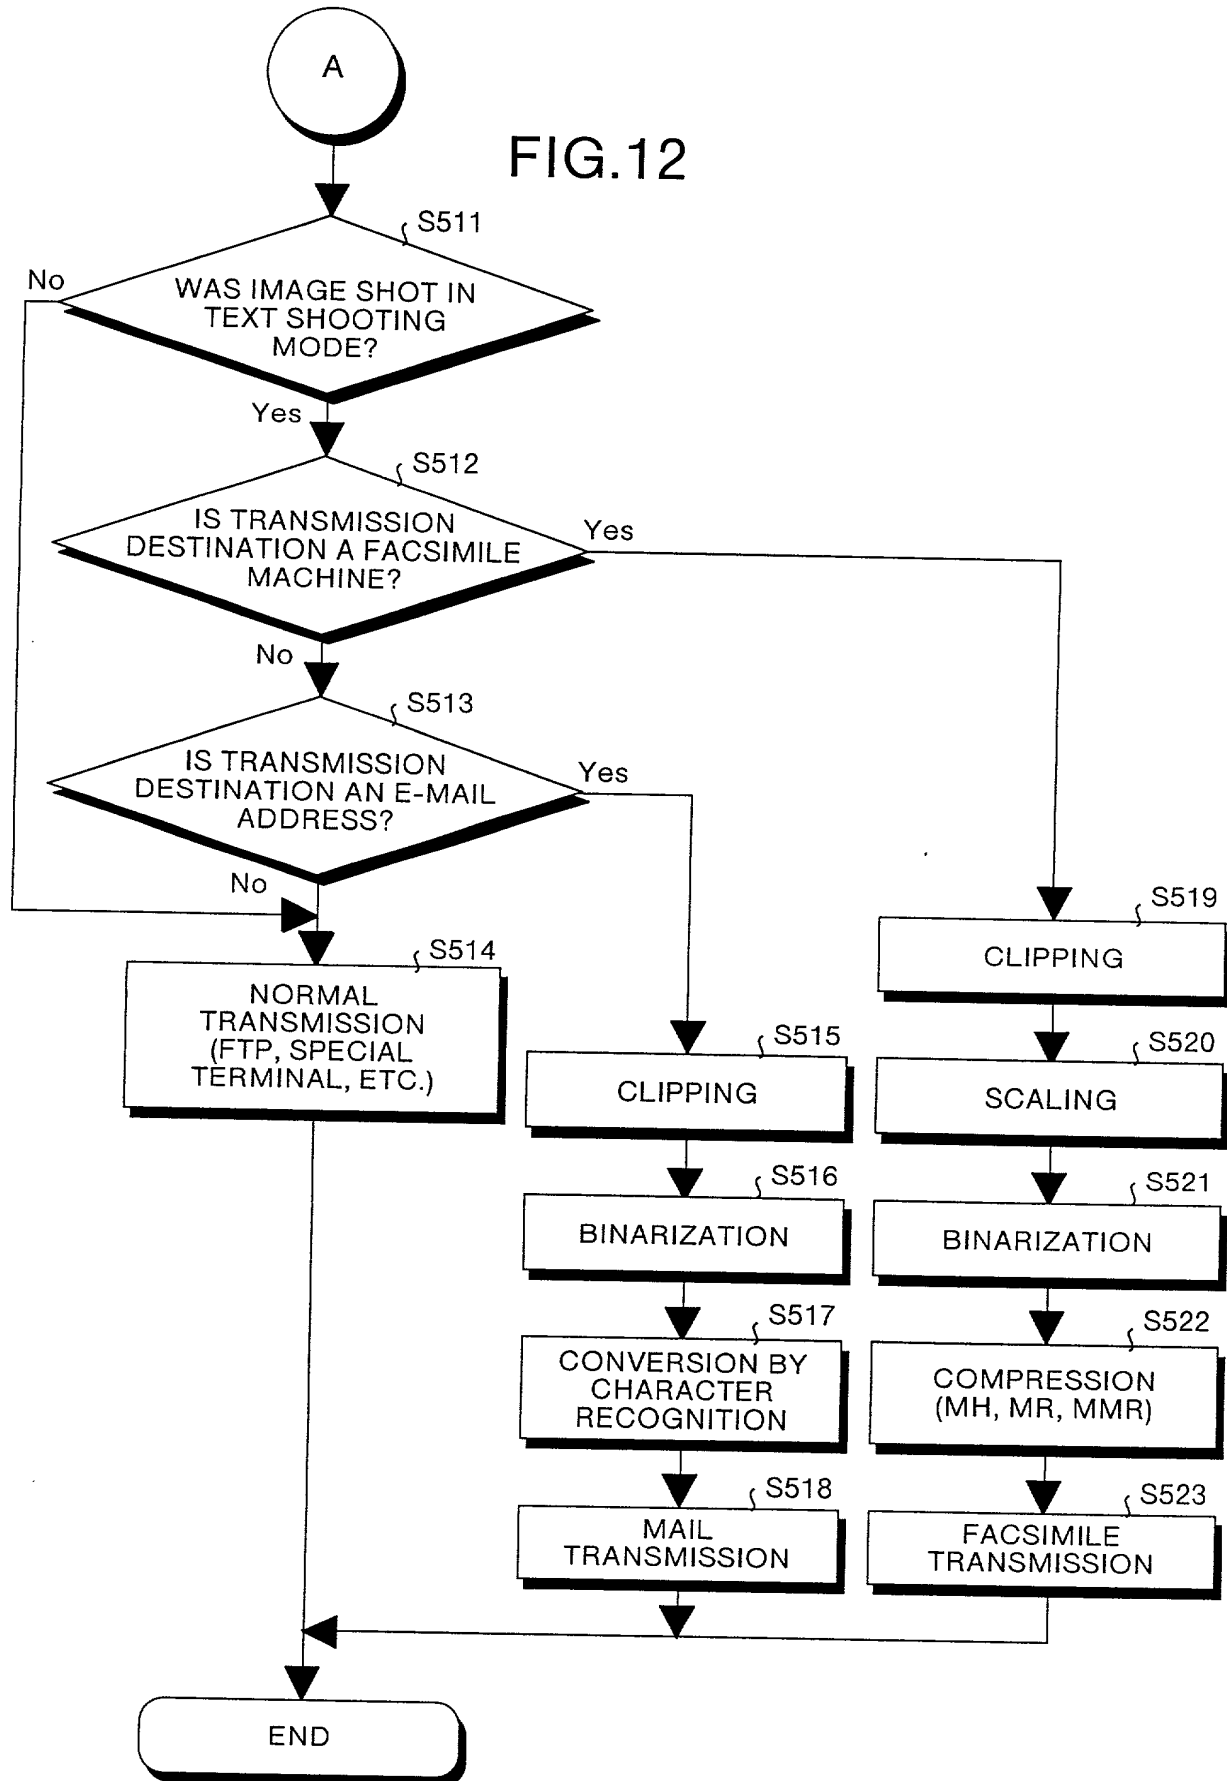 A
FIG.12
S511
No
WAS IMAGE SHOT IN
TEXT SHOOTING
MODE?
Yes
S512
IS TRANSMISSION
DESTINATION A FACSIMILE
MACHINE?
Yes
No
S513
IS TRANSMISSION
DESTINATION AN E-MAIL
ADDRESS?
Yes
No
S514
NORMAL
TRANSMISSION
(FTP, SPECIAL
TERMINAL, ETC.)
S515
CLIPPING
S516
BINARIZATION
S517
CONVERSION BY
CHARACTER
RECOGNITION
S518
MAIL
TRANSMISSION
S519
CLIPPING
S520
SCALING
S521
BINARIZATION
S522
COMPRESSION
(MH, MR, MMR)
S523
FACSIMILE
TRANSMISSION
END